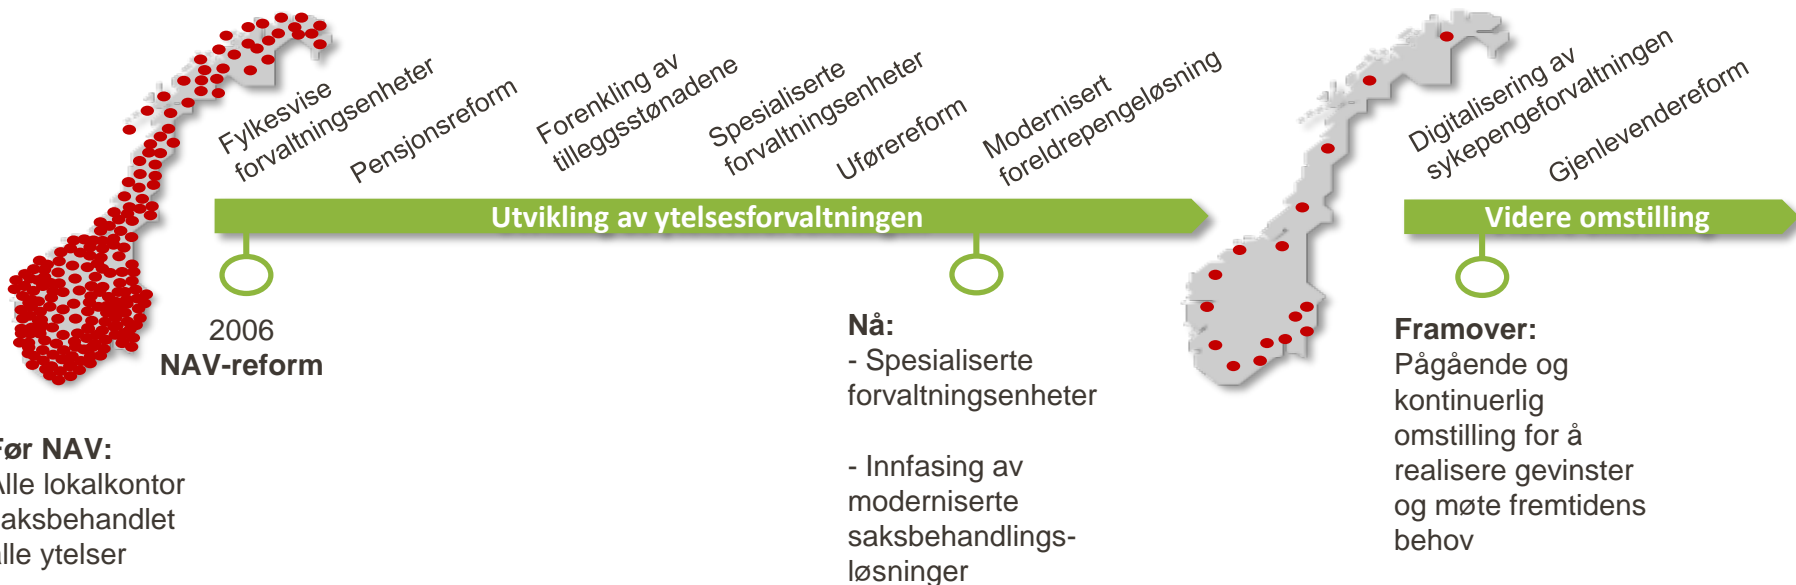 Fylkesvise
forvaltningsenheter
Pensjonsreform
Forenkling av
tilleggsstønadene
Spesialiserte
forvaltningsenheter
Uførereform
Modernisert
foreldrepengeløsning
Digitalisering av
sykepengeforvaltningen
Gjenlevendereform
Utvikling av ytelsesforvaltningen
Videre omstilling
2006
NAV-reform
Før NAV:
Alle lokalkontor
saksbehandlet
alle ytelser
Nå:
- Spesialiserte
forvaltningsenheter
- Innfasing av
moderniserte
saksbehandlings-
løsninger
Framover:
Pågående og
kontinuerlig
omstilling for å
realisere gevinster
og møte fremtidens
behov